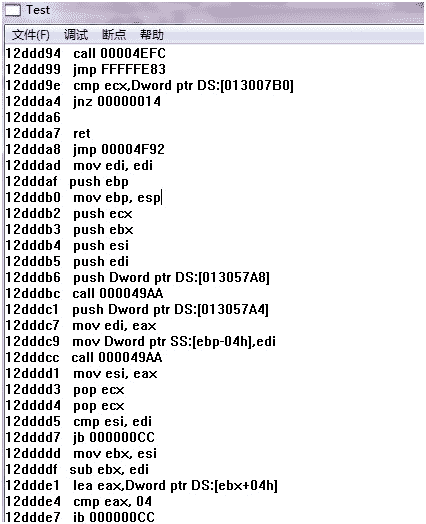 Test
文件(F) 调试 断点 帮助
12ddd94 call 00004EFC
12ddd99 jmp FFFFFE83
12ddd9e cmp ecx,Dword ptr DS:[013007B0]
12ddda4 jnz 00000014
12ddda6
12ddda7 ret
12ddda8 jmp 00004F92
12dddad mov edi, edi
12dddaf push ebp
12dddb0 mov ebp, esp
12dddb2 push ecx
12dddb3 push ebx
12dddb4 push esi
12dddb5 push edi
12dddb6 push Dword ptr DS:[013057A8]
12dddbc call 000049AA
12dddc1 push Dword ptr DS:[013057A4]
12dddc7 mov edi, eax
12dddc9 mov Dword ptr SS:[ebp-04h],edi
12dddcc call 000049AA
12dddd1 mov esi, eax
12dddd3 pop ecx
12dddd4 pop ecx
12dddd5 cmp esi, edi
12dddd7 jb 000000CC
12ddddd mov ebx, esi
12ddddf sub ebx, edi
12ddde1 lea eax,Dword ptr DS:[ebx+04h]
12ddde4 cmp eax, 04
12ddde7 jb 000000CC